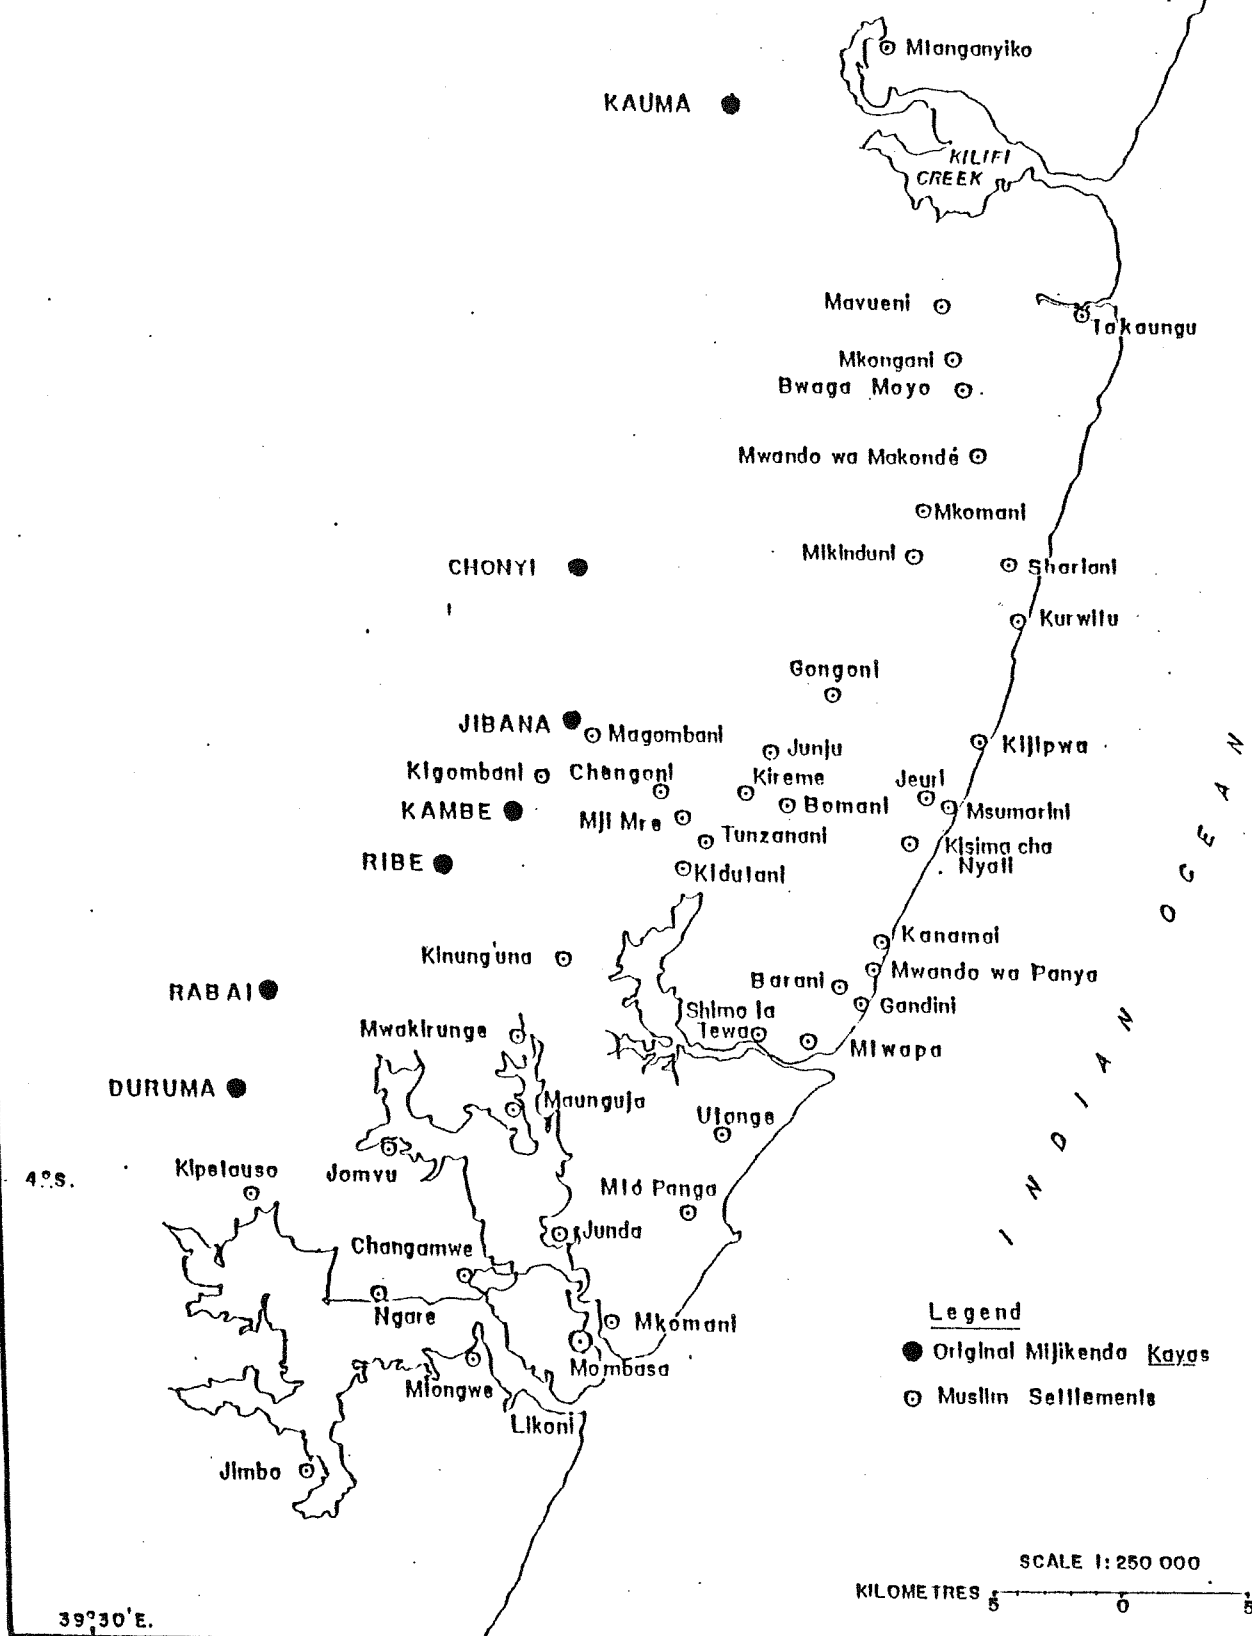 Mtanganyiko
KAUMA
KILIFI
CREEK
Mavueni
Takaungu
Mkongani
Bwaga Moyo
Mwando wa Makonde
Mkomani
Mikinduni
Shariani
CHONYI
Kurwitu
Gongoni
JIBANA
Magombani
Junju
Kijipwa
Kigombani
Chengoni
Kireme
Jeuri
KAMBE
Bomani
Msumarini
Mji Mre
Tunzanani
Kisima cha
Nyali
RIBE
Kidutani
Kanamai
Kinung'una
Barani
Mwando wa Panya
RABAI
Gandini
Shimo la
Tewa
Mtwapa
Mwakirunge
DURUMA
Maunguja
Utange
4°S.
Kipetauso
Jomvu
Mtó Panga
Junda
Changamwe
Ngare
Mkomani
Mombasa
Mtongwe
Likoni
Jimbo
INDIAN OCEAN
Legend
Original Mijikenda Kayas
Muslim Settlements
SCALE 1:250 000
KILOMETRES 5 0 5
39°30'E.